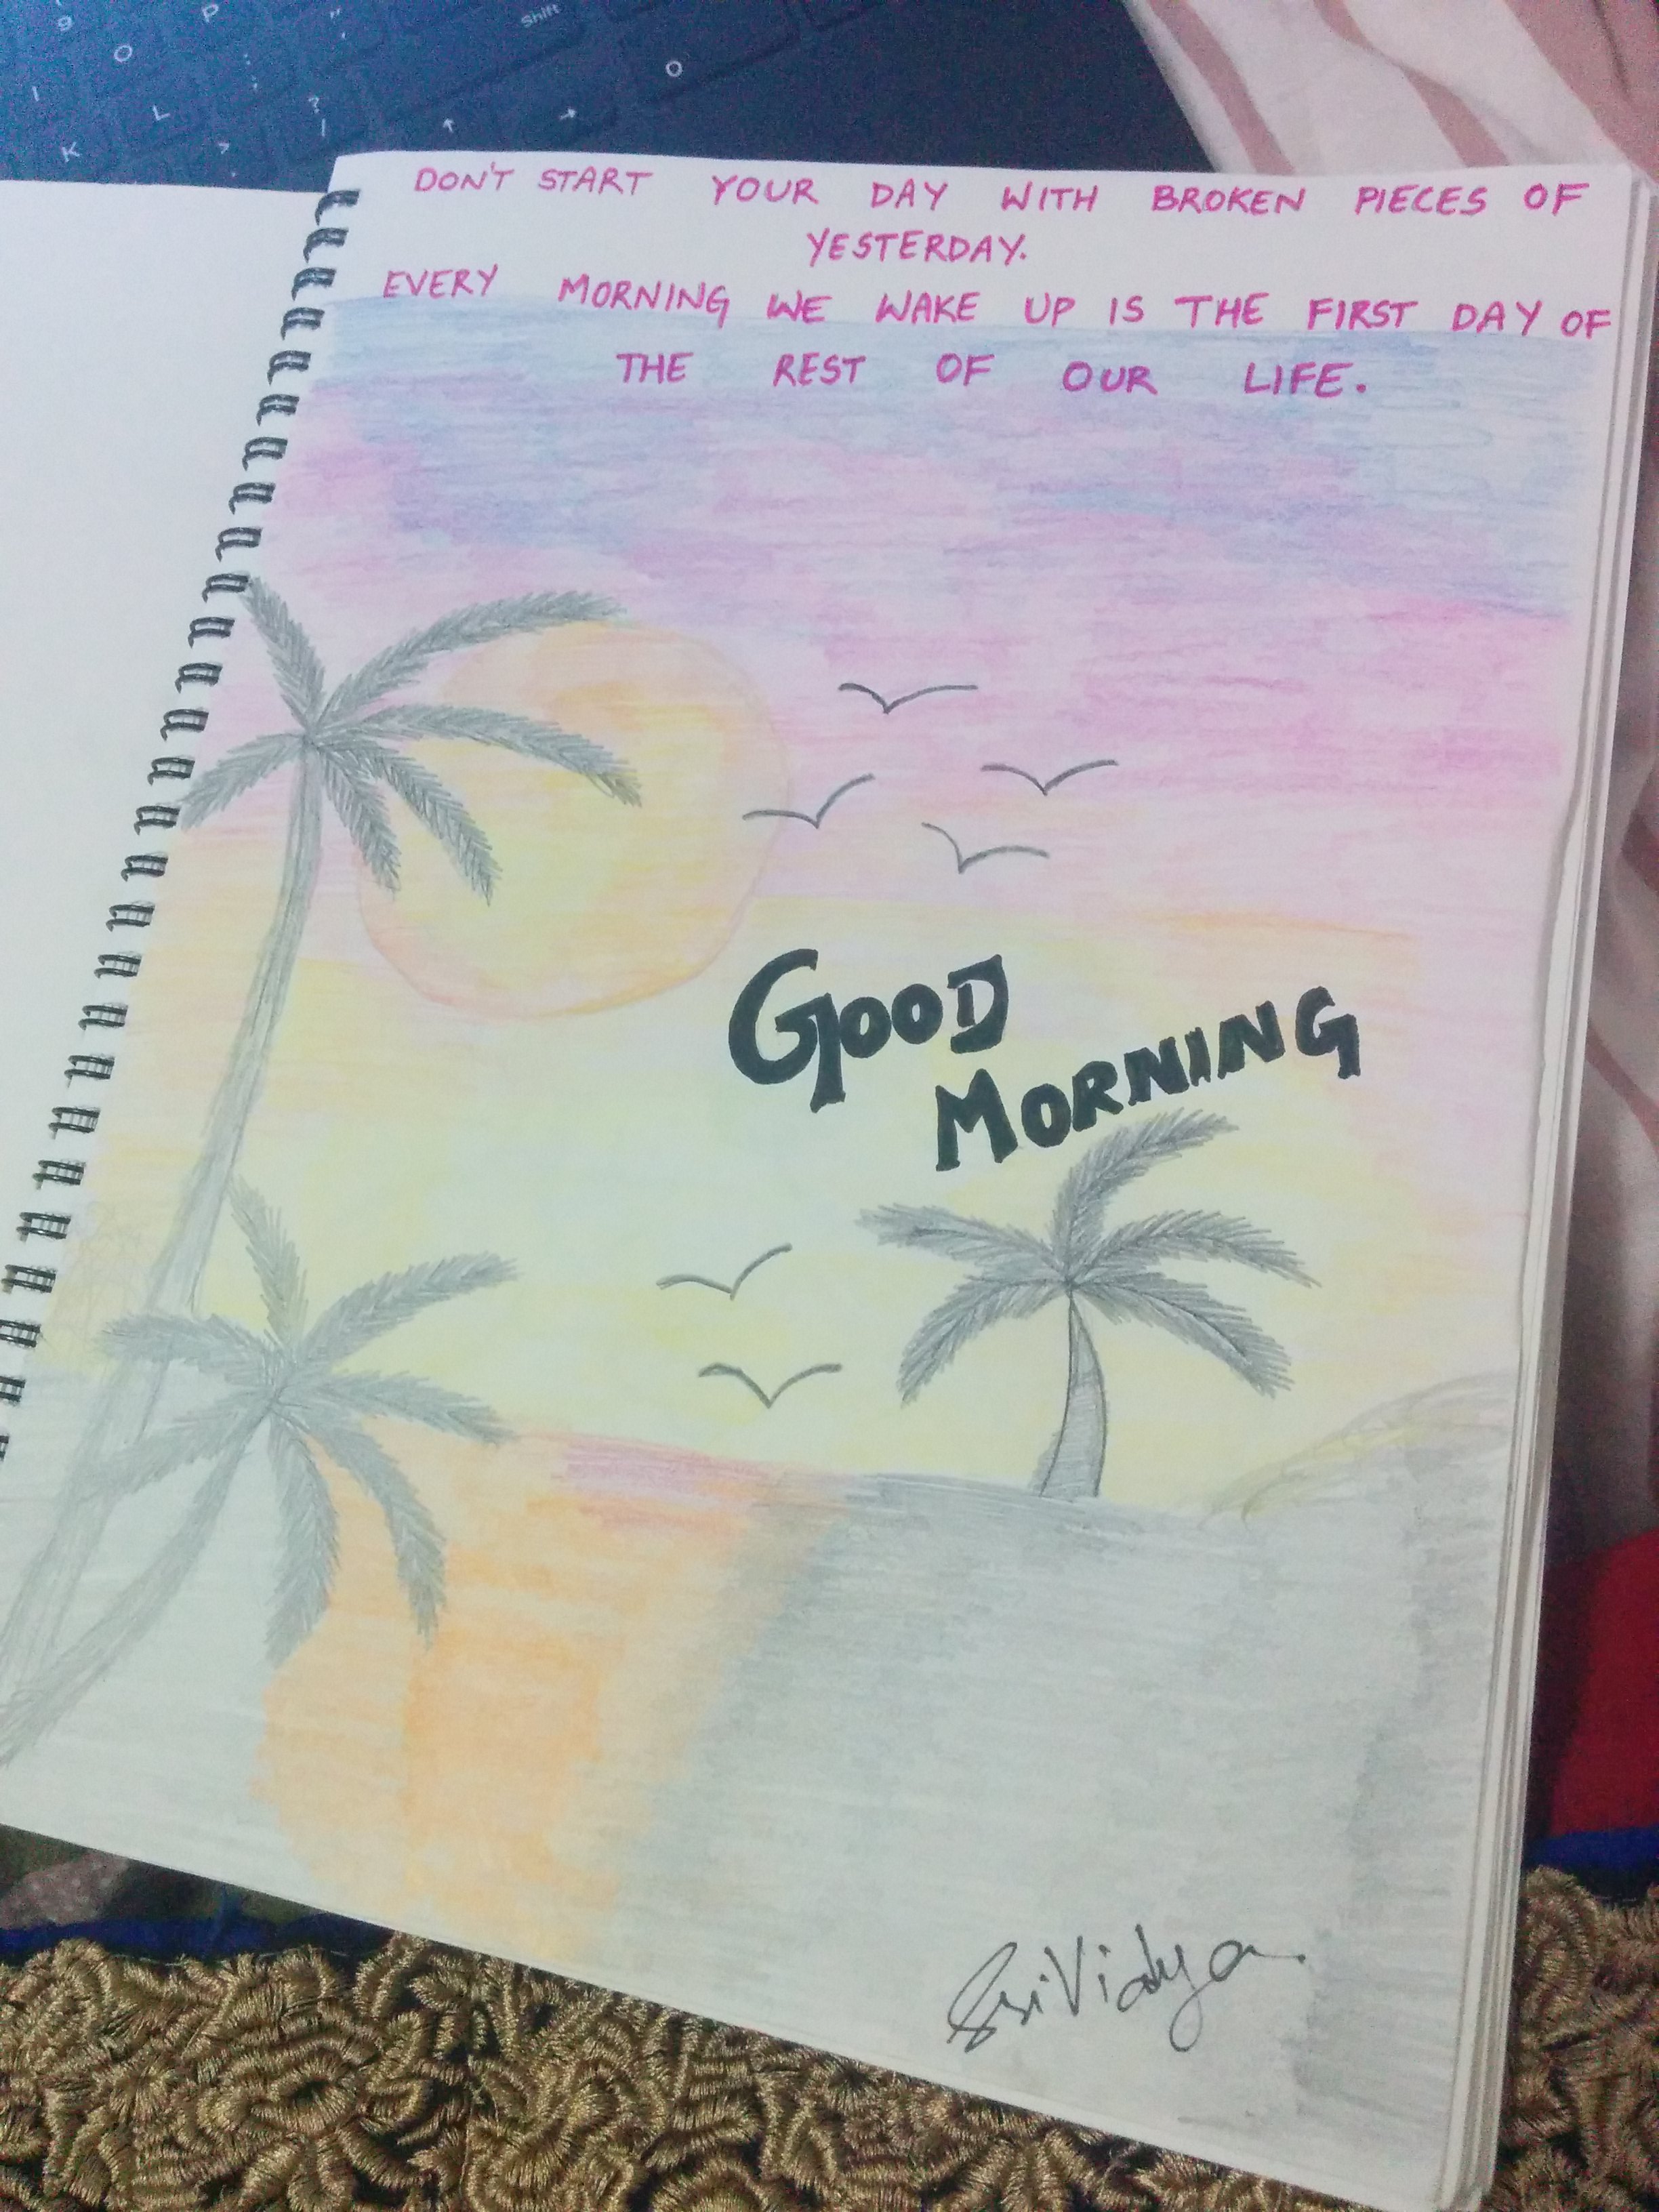 Shift
DON'T START YOUR DAY WITH BROKEN PIECES OF
YESTERDAY.
EVERY MORNING WE WAKE UP IS THE FIRST DAY OF
THE REST OF OUR LIFE.
GOOD
MORNING
SriVidya.